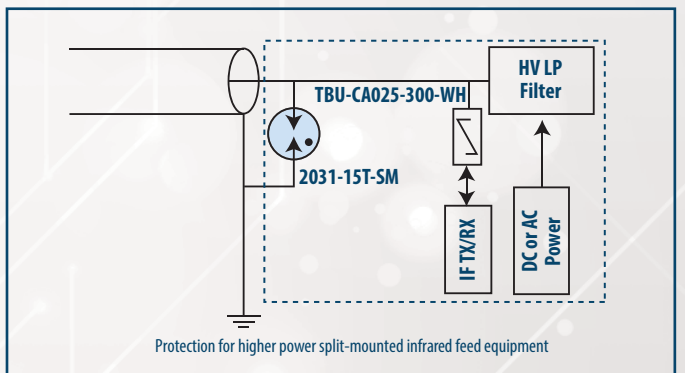 HV LP
Filter
TBU-CA025-300-WH
2031-15T-SM
IF TX/RX
DC or AC
Power
Protection for higher power split-mounted infrared feed equipment